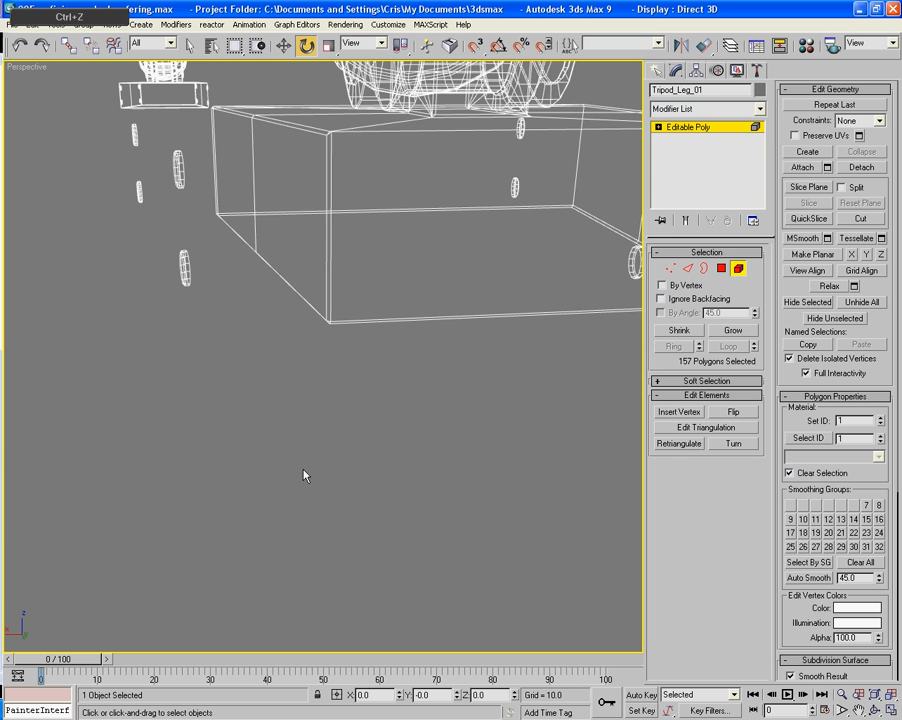 rendering.max - Project Folder: C:\Documents and Settings\Cris\My Documents\3dsmax - Autodesk 3ds Max 9 - Display : Direct 3D
Ctrl+Z
Modifiers reactor Animation Graph Editors Rendering Customize MAXScript Help
All
View
View
Perspective
Tripod_Leg_01
Modifier List
Editable Poly
Selection
By Vertex
Ignore Backfacing
By Angle: 45.0
Shrink Grow
Ring Loop
157 Polygons Selected
Soft Selection
Edit Elements
Insert Vertex Flip
Edit Triangulation
Retriangulate Turn
Edit Geometry
Repeat Last
Constraints: None
Preserve UVs
Create Collapse
Attach Detach
Slice Plane Split
Slice Reset Plane
QuickSlice Cut
MSmooth Tessellate
Make Planar X Y Z
View Align Grid Align
Relax
Hide Selected Unhide All
Hide Unselected
Named Selections:
Copy Paste
Delete Isolated Vertices
Full Interactivity
Polygon Properties
Material:
Set ID: 1
Select ID 1
Clear Selection
Smoothing Groups:
7 8
9 10 11 12 13 14 15 16
17 18 19 20 21 22 23 24
25 26 27 28 29 30 31 32
Select By SG Clear All
Auto Smooth 45.0
Edit Vertex Colors
Color:
Illumination:
Alpha: 100.0
Subdivision Surface
Smooth Result
z
x
y
0 / 100
0 10 20 30 40 50 60 70 80 90 100
1 Object Selected X: 0.0 Y: -0.0 Z: 0.0 Grid = 10.0
Auto Key Selected
PainterInterf Click or click-and-drag to select objects Add Time Tag
Set Key Key Filters... 0